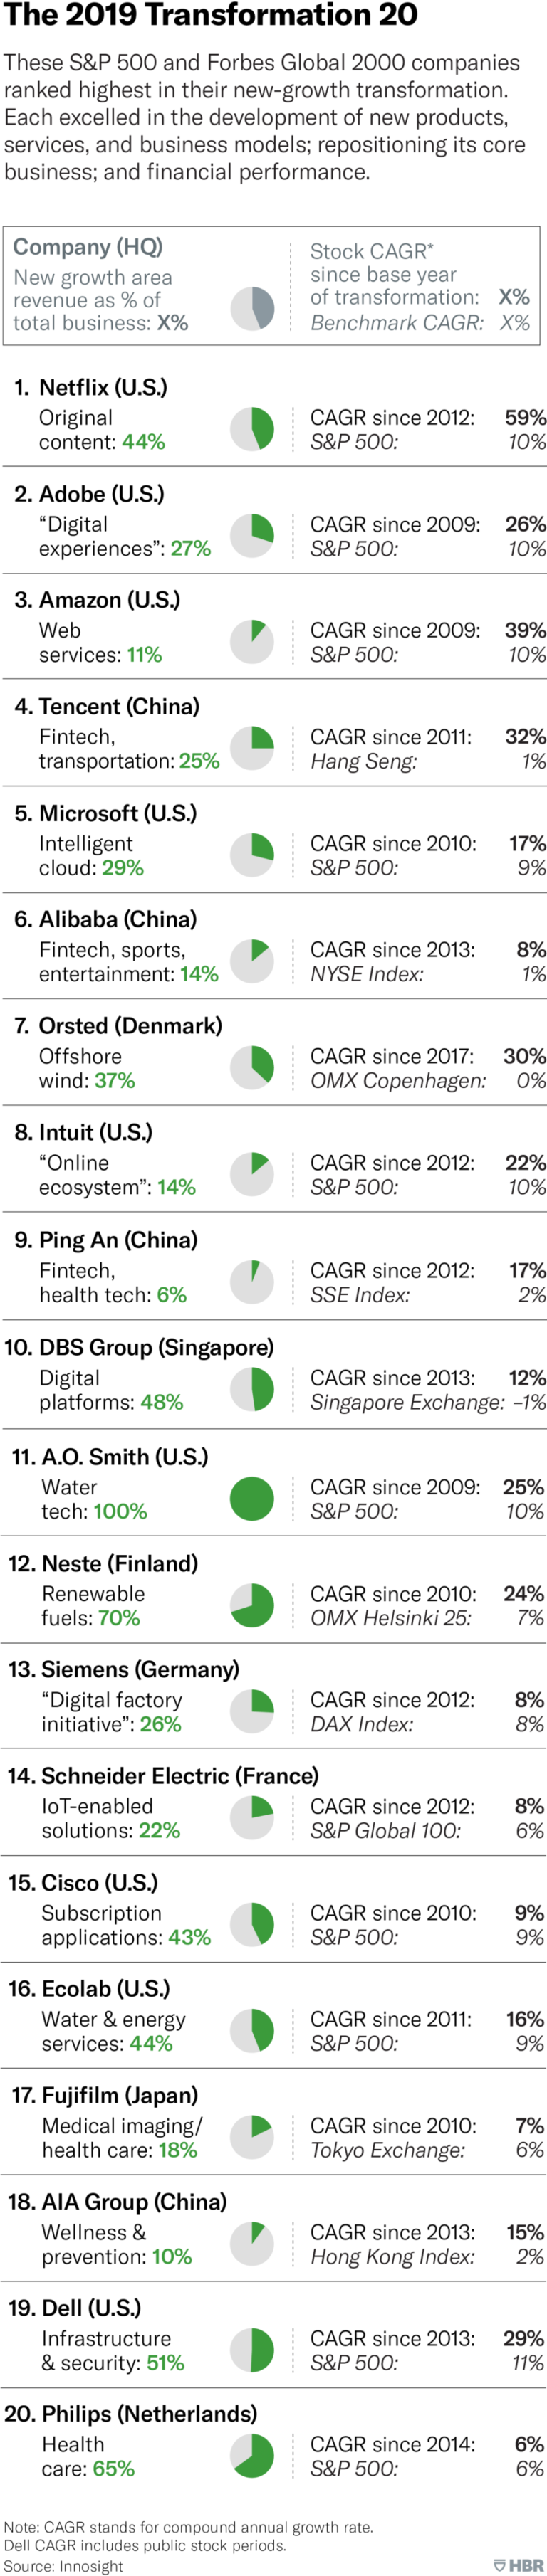 The 2019 Transformation 20
These S&P 500 and Forbes Global 2000 companies
ranked highest in their new-growth transformation.
Each excelled in the development of new products,
services, and business models; repositioning its core
business; and financial performance.
Company (HQ)
New growth area
revenue as % of
total business: X%
Stock CAGR*
since base year
of transformation: X%
Benchmark CAGR: X%
1. Netflix (U.S.)
Original
content: 44%
CAGR since 2012: 59%
S&P 500: 10%
2. Adobe (U.S.)
“Digital
experiences”: 27%
CAGR since 2009: 26%
S&P 500: 10%
3. Amazon (U.S.)
Web
services: 11%
CAGR since 2009: 39%
S&P 500: 10%
4. Tencent (China)
Fintech,
transportation: 25%
CAGR since 2011: 32%
Hang Seng: 1%
5. Microsoft (U.S.)
Intelligent
cloud: 29%
CAGR since 2010: 17%
S&P 500: 9%
6. Alibaba (China)
Fintech, sports,
entertainment: 14%
CAGR since 2013: 8%
NYSE Index: 1%
7. Orsted (Denmark)
Offshore
wind: 37%
CAGR since 2017: 30%
OMX Copenhagen: 0%
8. Intuit (U.S.)
“Online
ecosystem”: 14%
CAGR since 2012: 22%
S&P 500: 10%
9. Ping An (China)
Fintech,
health tech: 6%
CAGR since 2012: 17%
SSE Index: 2%
10. DBS Group (Singapore)
Digital
platforms: 48%
CAGR since 2013: 12%
Singapore Exchange: –1%
11. A.O. Smith (U.S.)
Water
tech: 100%
CAGR since 2009: 25%
S&P 500: 10%
12. Neste (Finland)
Renewable
fuels: 70%
CAGR since 2010: 24%
OMX Helsinki 25: 7%
13. Siemens (Germany)
“Digital factory
initiative”: 26%
CAGR since 2012: 8%
DAX Index: 8%
14. Schneider Electric (France)
IoT-enabled
solutions: 22%
CAGR since 2012: 8%
S&P Global 100: 6%
15. Cisco (U.S.)
Subscription
applications: 43%
CAGR since 2010: 9%
S&P 500: 9%
16. Ecolab (U.S.)
Water & energy
services: 44%
CAGR since 2011: 16%
S&P 500: 9%
17. Fujifilm (Japan)
Medical imaging/
health care: 18%
CAGR since 2010: 7%
Tokyo Exchange: 6%
18. AIA Group (China)
Wellness &
prevention: 10%
CAGR since 2013: 15%
Hong Kong Index: 2%
19. Dell (U.S.)
Infrastructure
& security: 51%
CAGR since 2013: 29%
S&P 500: 11%
20. Philips (Netherlands)
Health
care: 65%
CAGR since 2014: 6%
S&P 500: 6%
Note: CAGR stands for compound annual growth rate.
Dell CAGR includes public stock periods.
Source: Innosight
HBR